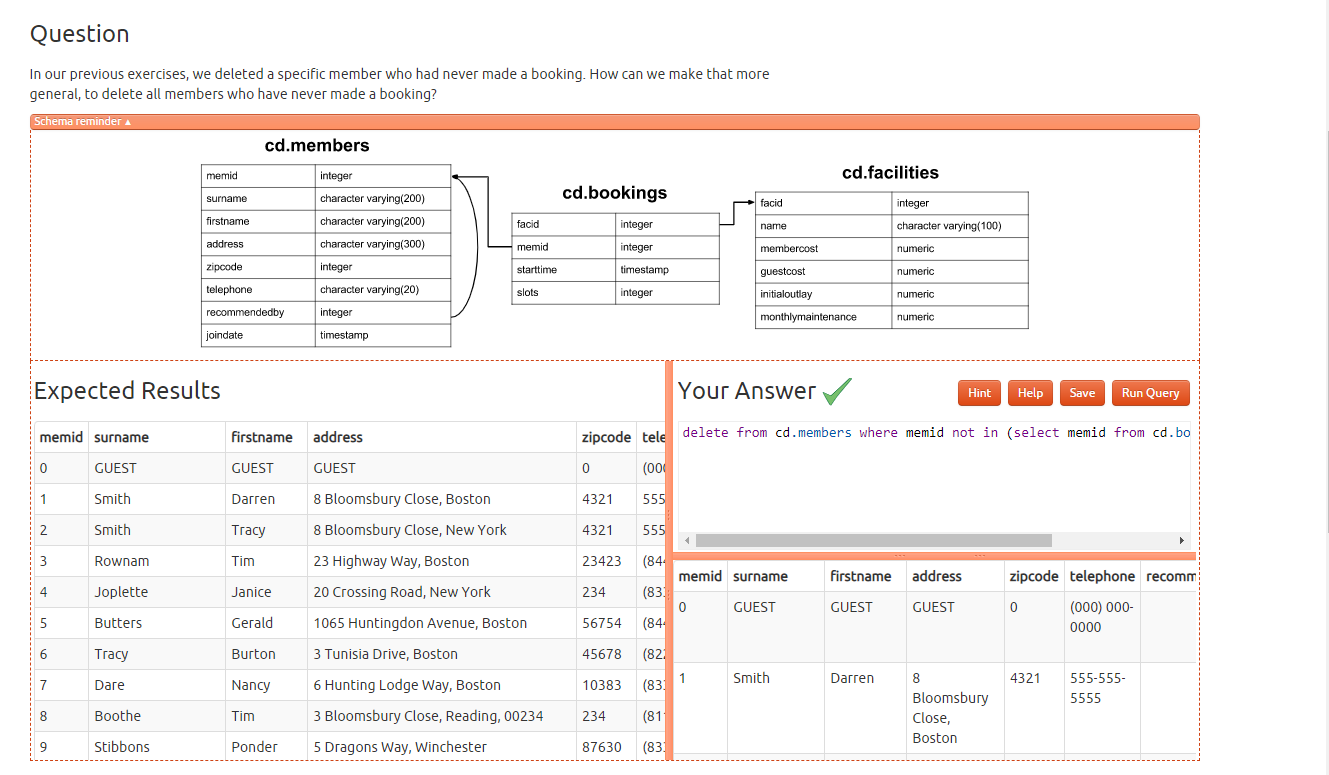 Question
In our previous exercises, we deleted a specific member who had never made a booking. How can we make that more
general, to delete all members who have never made a booking?
Schema reminder ▴
cd.members
memid integer
surname character varying(200)
firstname character varying(200)
address character varying(300)
zipcode integer
telephone character varying(20)
recommendedby integer
joindate timestamp
cd.bookings
facid integer
memid integer
starttime timestamp
slots integer
cd.facilities
facid integer
name character varying(100)
membercost numeric
guestcost numeric
initialoutlay numeric
monthlymaintenance numeric
Expected Results
memid surname firstname address zipcode tele
0 GUEST GUEST GUEST 0 (000
1 Smith Darren 8 Bloomsbury Close, Boston 4321 555
2 Smith Tracy 8 Bloomsbury Close, New York 4321 555
3 Rownam Tim 23 Highway Way, Boston 23423 (844
4 Joplette Janice 20 Crossing Road, New York 234 (833
5 Butters Gerald 1065 Huntingdon Avenue, Boston 56754 (844
6 Tracy Burton 3 Tunisia Drive, Boston 45678 (822
7 Dare Nancy 6 Hunting Lodge Way, Boston 10383 (833
8 Boothe Tim 3 Bloomsbury Close, Reading, 00234 234 (811
9 Stibbons Ponder 5 Dragons Way, Winchester 87630 (833
Your Answer
Hint Help Save Run Query
delete from cd.members where memid not in (select memid from cd.bo
memid surname firstname address zipcode telephone recomm
0 GUEST GUEST GUEST 0 (000) 000-
0000
1 Smith Darren 8 4321 555-555-
Bloomsbury 5555
Close,
Boston